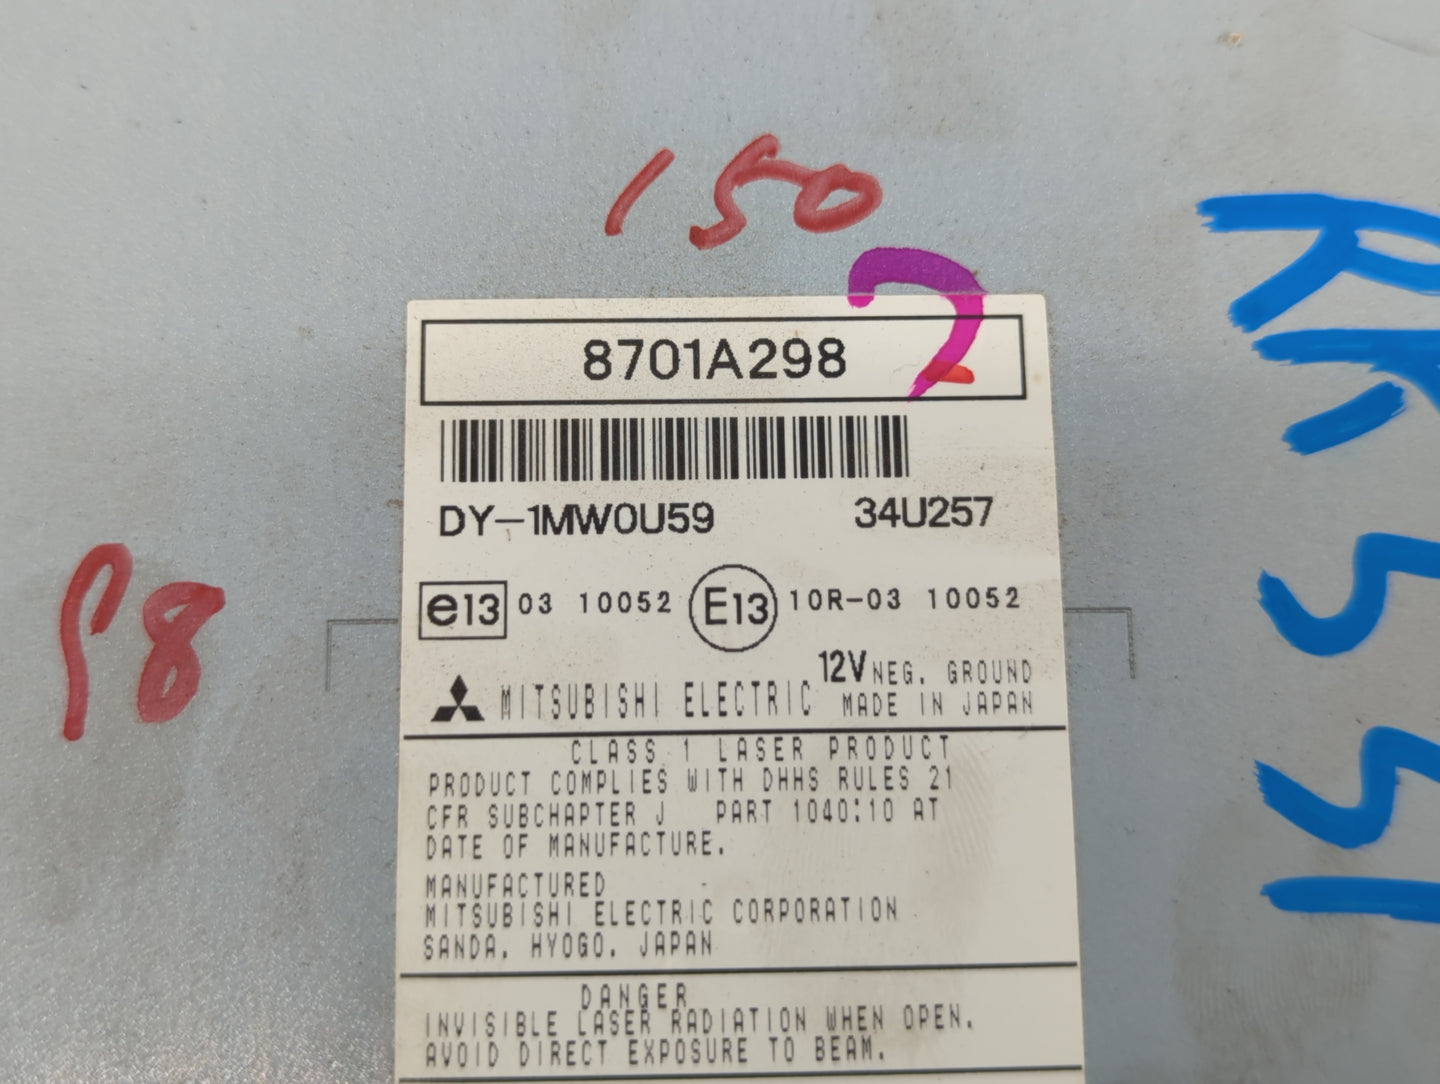 150
8701A298
DY-1MW0U59 34U257
e13 03 10052 E13 10R-03 10052
12V NEG. GROUND
MITSUBISHI ELECTRIC MADE IN JAPAN
CLASS 1 LASER PRODUCT
PRODUCT COMPLIES WITH DHHS RULES 21
CFR SUBCHAPTER J PART 1040:10 AT
DATE OF MANUFACTURE.
MANUFACTURED
MITSUBISHI ELECTRIC CORPORATION
SANDA. HYOGO. JAPAN
DANGER
INVISIBLE LASER RADIATION WHEN OPEN.
AVOID DIRECT EXPOSURE TO BEAM.
P8